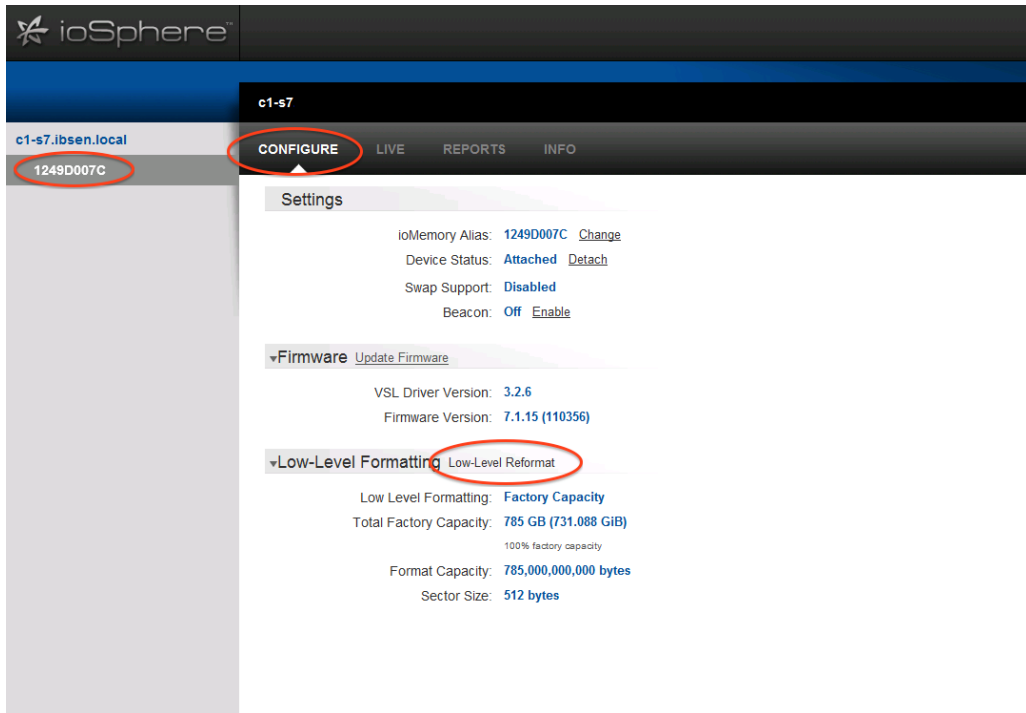 ioSphere™
c1-s7
c1-s7.ibsen.local
1249D007C
CONFIGURE LIVE REPORTS INFO
Settings
ioMemory Alias: 1249D007C Change
Device Status: Attached Detach
Swap Support: Disabled
Beacon: Off Enable
Firmware Update Firmware
VSL Driver Version: 3.2.6
Firmware Version: 7.1.15 (110356)
Low-Level Formatting Low-Level Reformat
Low Level Formatting: Factory Capacity
Total Factory Capacity: 785 GB (731.088 GiB)
100% factory capacity
Format Capacity: 785,000,000,000 bytes
Sector Size: 512 bytes